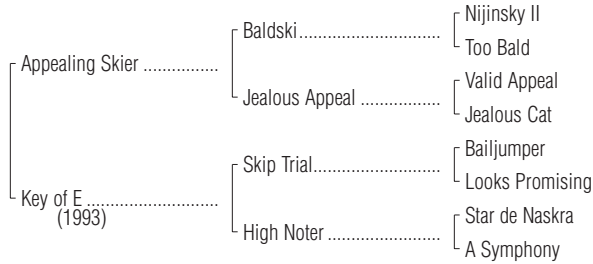 Nijinsky II
Baldski..............................
Too Bald
Appealing Skier ................
Valid Appeal
Jealous Appeal .................
Jealous Cat
Bailjumper
Skip Trial...........................
Looks Promising
Key of E ............................
(1993)
Star de Naskra
High Noter ........................
A Symphony